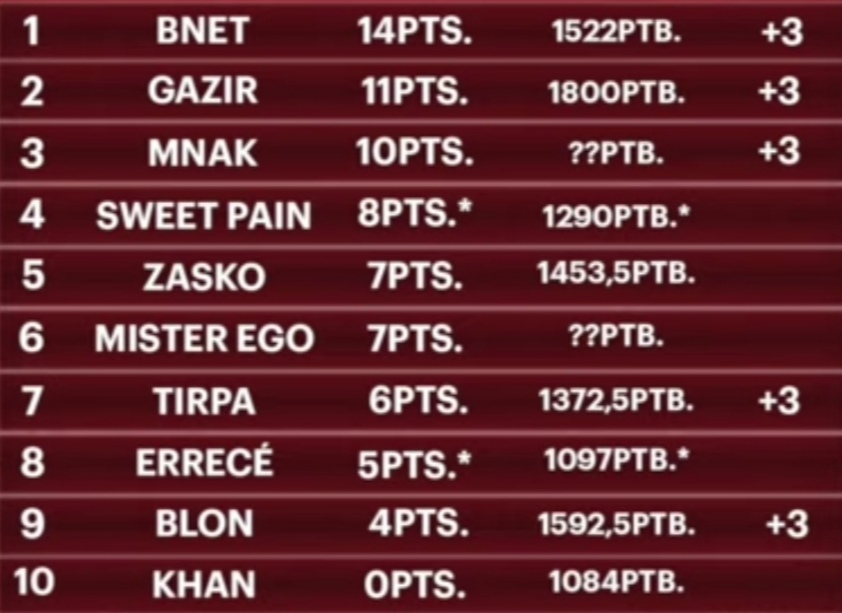 1 BNET 14PTS. 1522PTB. +3
2 GAZIR 11PTS. 1800PTB. +3
3 MNAK 10PTS. ??PTB. +3
4 SWEET PAIN 8PTS.* 1290PTB.*
5 ZASKO 7PTS. 1453,5PTB.
6 MISTER EGO 7PTS. ??PTB.
7 TIRPA 6PTS. 1372,5PTB. +3
8 ERRECÉ 5PTS.* 1097PTB.*
9 BLON 4PTS. 1592,5PTB. +3
10 KHAN 0PTS. 1084PTB.